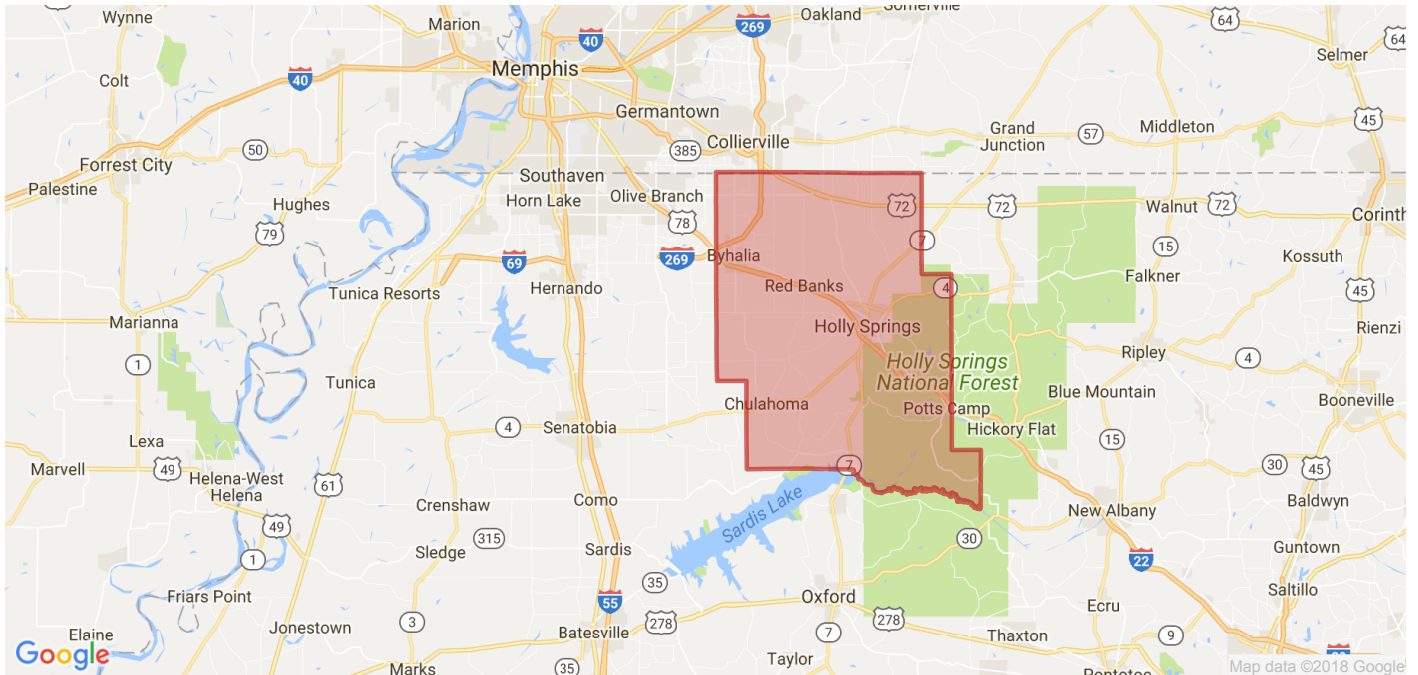 Wynne
Marion
Oakland
64
269
40
64
Selmer
Colt
40
Memphis
Germantown
45
Grand
Junction
57
Middleton
50
385
Collierville
Forrest City
Palestine
Southaven
Hughes
Horn Lake
Olive Branch
72
72
Walnut
72
Corinth
78
79
7
15
Byhalia
269
69
Kossuth
Falkner
Tunica Resorts
Hernando
Red Banks
4
45
Marianna
Holly Springs
Rienzi
1
Ripley
4
Holly Springs
National Forest
Tunica
Blue Mountain
Chulahoma
Potts Camp
Booneville
4
Senatobia
Hickory Flat
Lexa
15
Marvell
49
7
30
45
Helena-West
Helena
61
Como
Sardis Lake
Baldwyn
Crenshaw
New Albany
49
315
30
Sledge
Sardis
Guntown
1
22
35
Saltillo
Friars Point
55
Oxford
278
278
Ecru
Jonestown
3
Batesville
7
Thaxton
9
Elaine
Google
Marks
35
Taylor
Pontotoc
Map data ©2018 Google